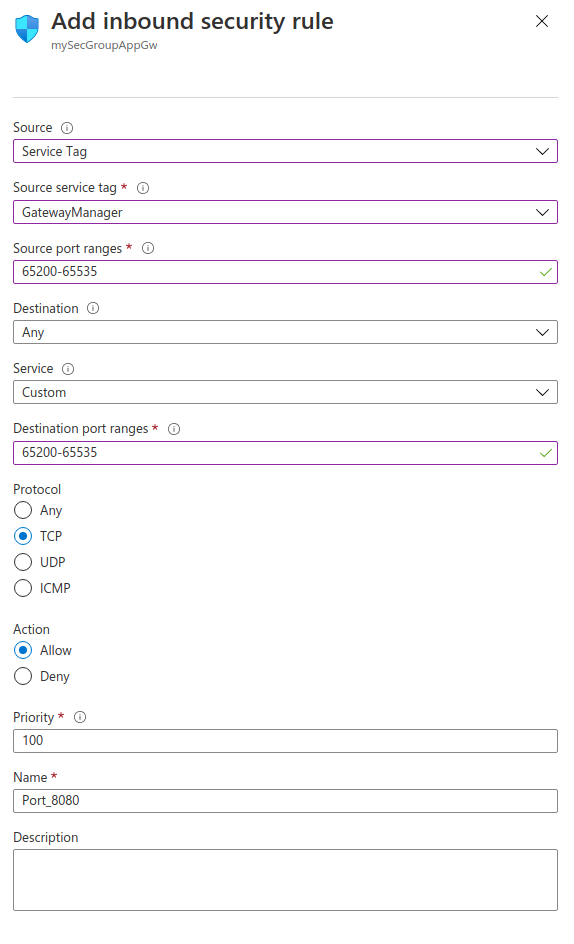 Add inbound security rule
mySecGroupAppGw
Source
Service Tag
Source service tag *
GatewayManager
Source port ranges *
65200-65535
Destination
Any
Service
Custom
Destination port ranges *
65200-65535
Protocol
Any
TCP
UDP
ICMP
Action
Allow
Deny
Priority *
100
Name *
Port_8080
Description